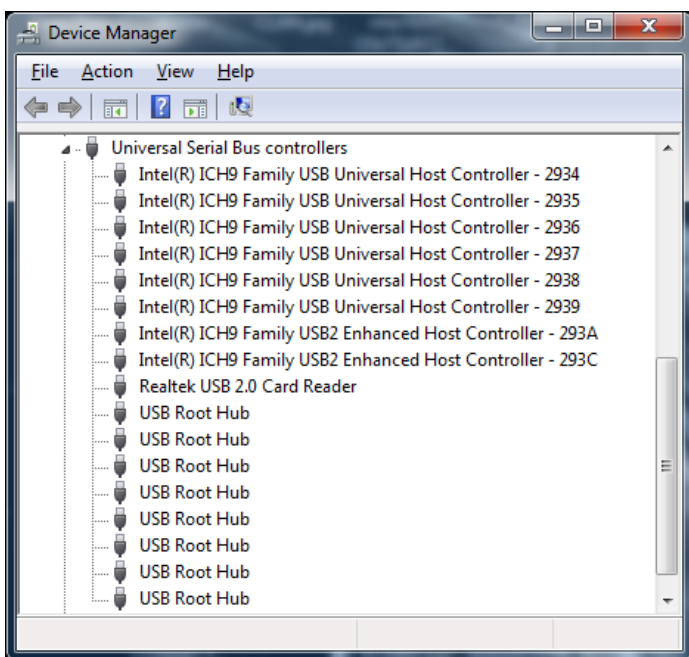 Device Manager
File Action View Help
Universal Serial Bus controllers
Intel(R) ICH9 Family USB Universal Host Controller - 2934
Intel(R) ICH9 Family USB Universal Host Controller - 2935
Intel(R) ICH9 Family USB Universal Host Controller - 2936
Intel(R) ICH9 Family USB Universal Host Controller - 2937
Intel(R) ICH9 Family USB Universal Host Controller - 2938
Intel(R) ICH9 Family USB Universal Host Controller - 2939
Intel(R) ICH9 Family USB2 Enhanced Host Controller - 293A
Intel(R) ICH9 Family USB2 Enhanced Host Controller - 293C
Realtek USB 2.0 Card Reader
USB Root Hub
USB Root Hub
USB Root Hub
USB Root Hub
USB Root Hub
USB Root Hub
USB Root Hub
USB Root Hub